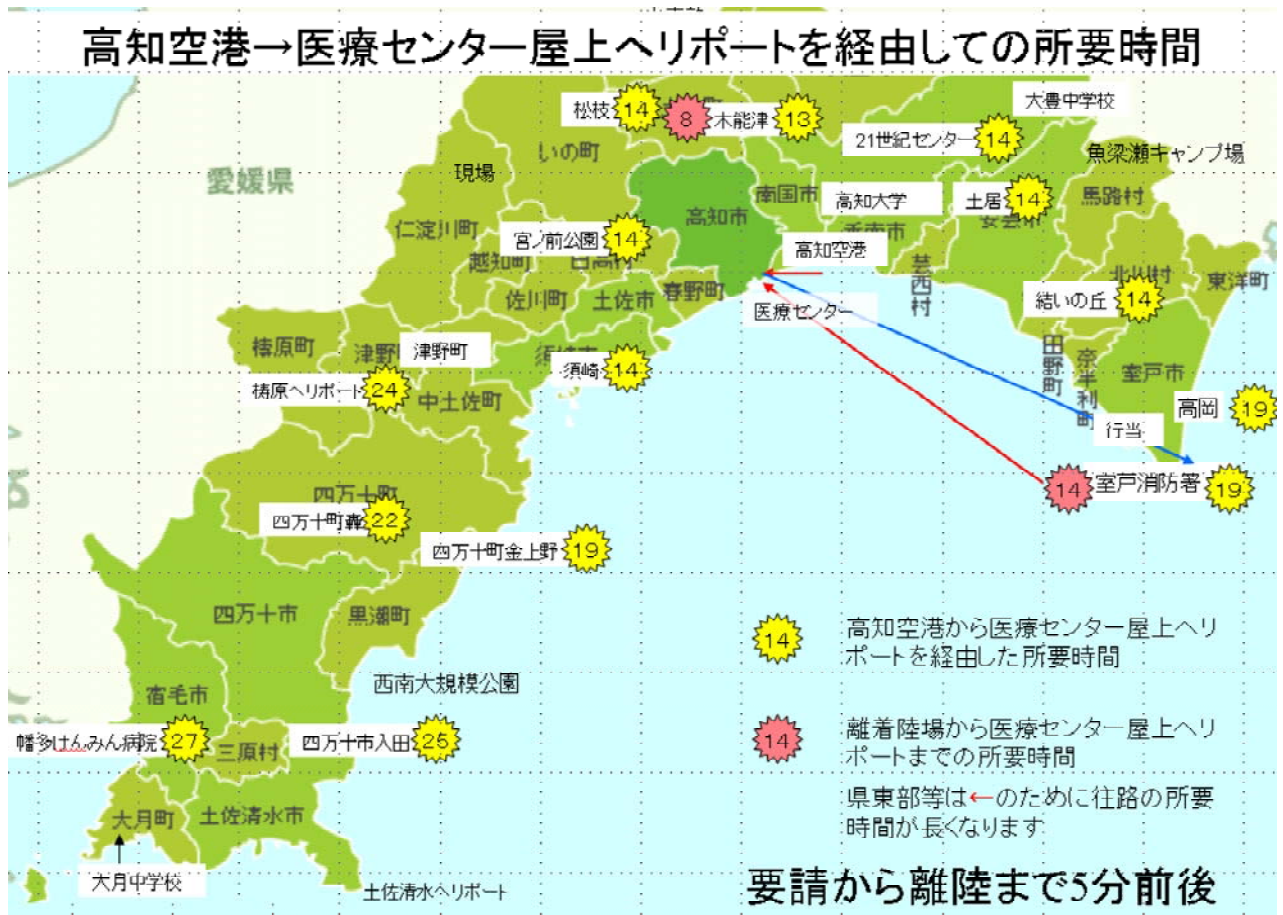 高知空港→医療センター屋上ヘリポートを経由しての所要時間
大豊中学校
松枝
14
8
木能津
13
21世紀センター
14
魚梁瀬キャンプ場
いの町
現場
愛媛県
南国市
高知大学
土居
14
馬路村
高知市
仁淀川町
宮ノ前公園
14
高知空港
越知町
芸西村
北川村
東洋町
佐川町
土佐市
春野町
医療センター
結いの丘
14
梼原町
津野町
須崎
14
田野町
奈半利町
室戸市
梼原ヘリポート
24
中土佐町
高岡
19
行当
四万十町
14
室戸消防署
19
四万十町轟
22
四万十町金上野
19
四万十市
黒潮町
14
高知空港から医療センター屋上ヘリ
ポートを経由した所要時間
西南大規模公園
宿毛市
幡多けんみん病院
27
三原村
四万十市入田
25
14
離着陸場から医療センター屋上ヘリ
ポートまでの所要時間
県東部等は←のために往路の所要
時間が長くなります
大月町
土佐清水市
大月中学校
土佐清水ヘリポート
要請から離陸まで5分前後